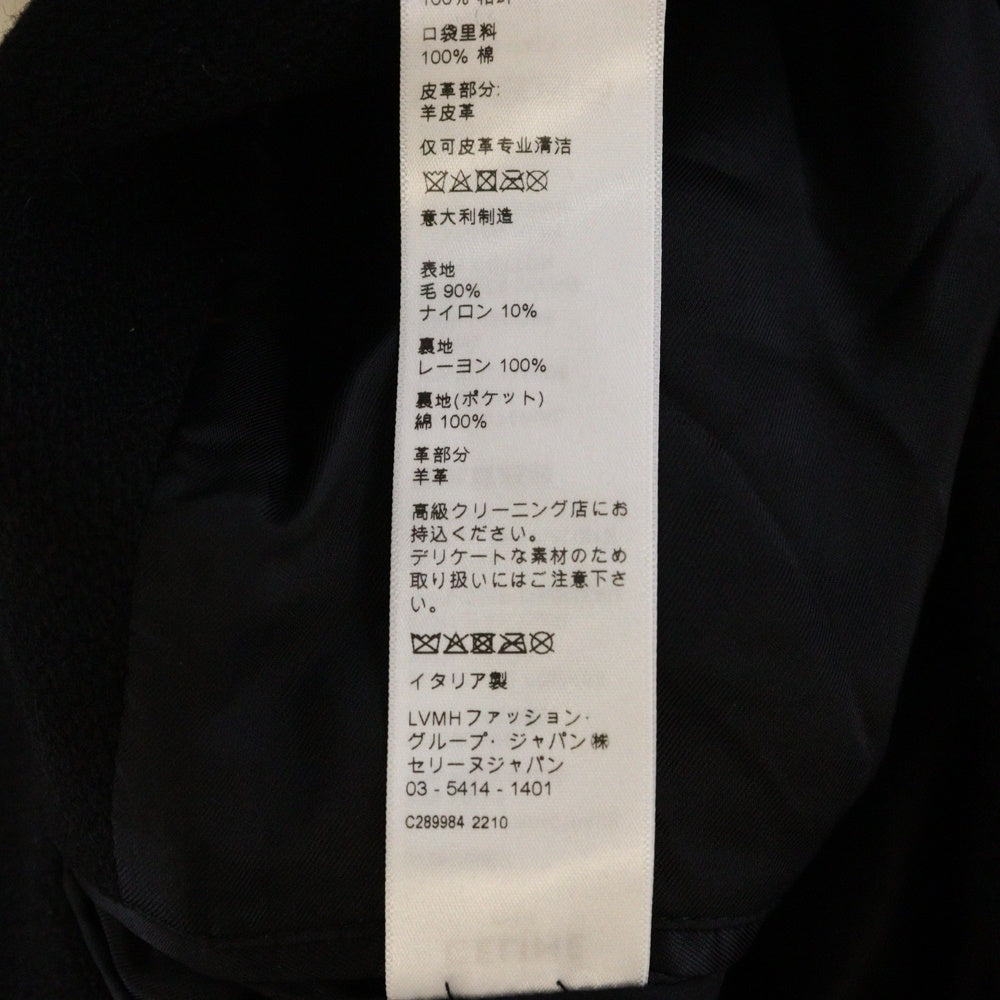 口袋里料
100% 棉
皮革部分:
羊皮革
仅可皮革专业清洁
意大利制造
表地
毛 90%
ナイロン 10%
裏地
レーヨン 100%
裏地(ポケット)
綿 100%
革部分
羊革
高級クリーニング店にお
持込ください。
デリケートな素材のため
取り扱いにはご注意下さ
い。
イタリア製
LVMHファッション・
グループ・ジャパン㈱
セリーヌジャパン
03 - 5414 - 1401
C289984 2210